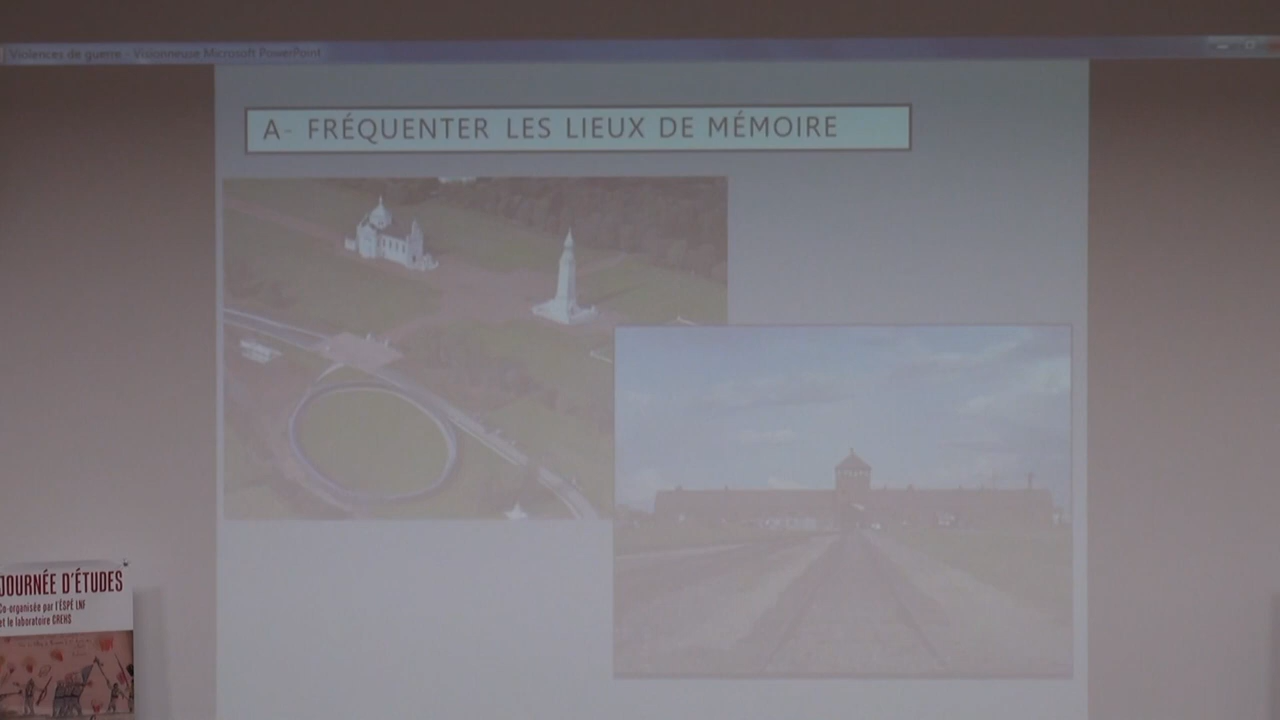 Violences de guerre - Visionneuse Microsoft PowerPoint
A- FRÉQUENTER LES LIEUX DE MÉMOIRE
JOURNÉE D'ÉTUDES
Co-organisée par l'ÉSPÉ LNF
et le laboratoire CREHS